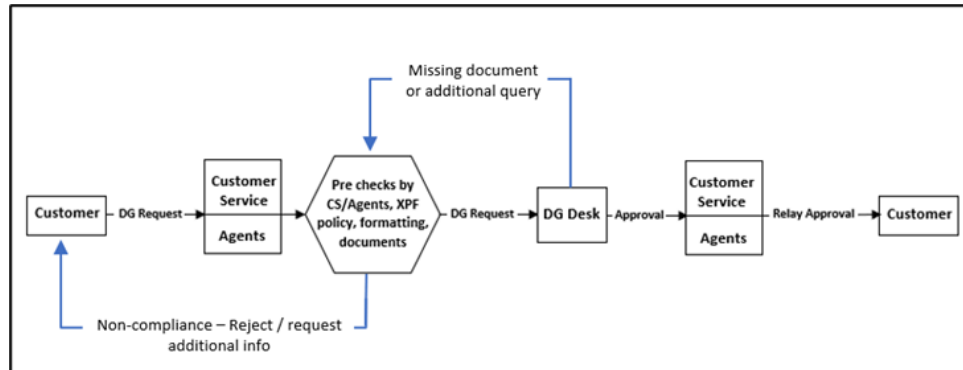 Missing document
or additional query
Customer
DG Request
Customer
Service
Agents
Pre checks by
CS/Agents, XPF
policy, formatting,
documents
DG Request
DG Desk
Approval
Customer
Service
Agents
Relay Approval
Customer
Non-compliance – Reject / request
additional info